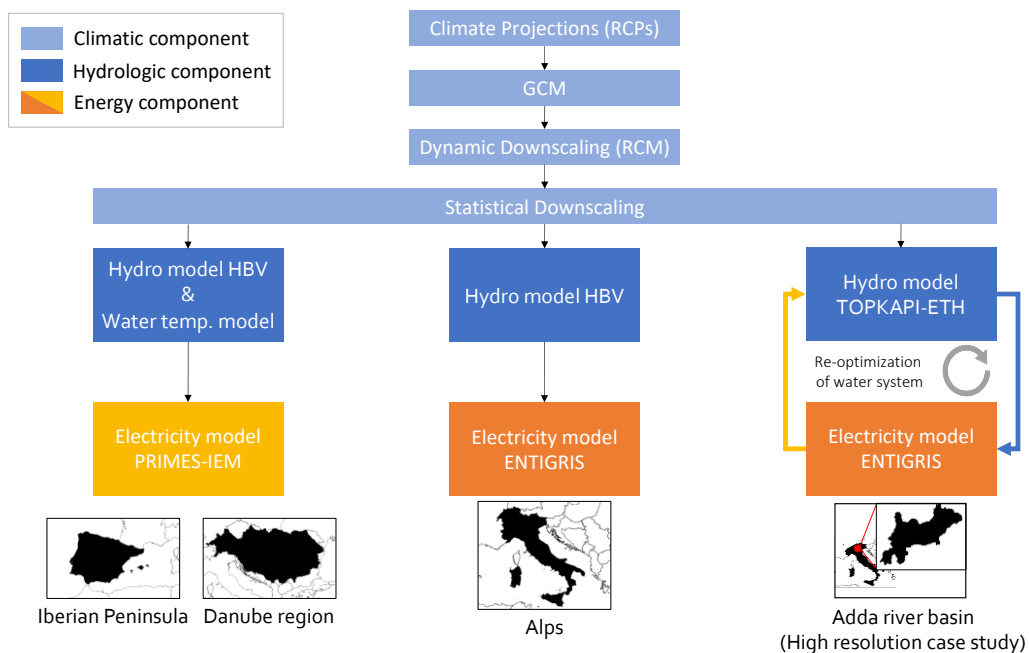 Climatic component
Hydrologic component
Energy component
Climate Projections (RCPs)
GCM
Dynamic Downscaling (RCM)
Statistical Downscaling
Hydro model HBV
&
Water temp. model
Hydro model HBV
Hydro model
TOPKAPI-ETH
Re-optimization
of water system
Electricity model
PRIMES-IEM
Electricity model
ENTIGRIS
Electricity model
ENTIGRIS
Iberian Peninsula
Danube region
Alps
Adda river basin
(High resolution case study)